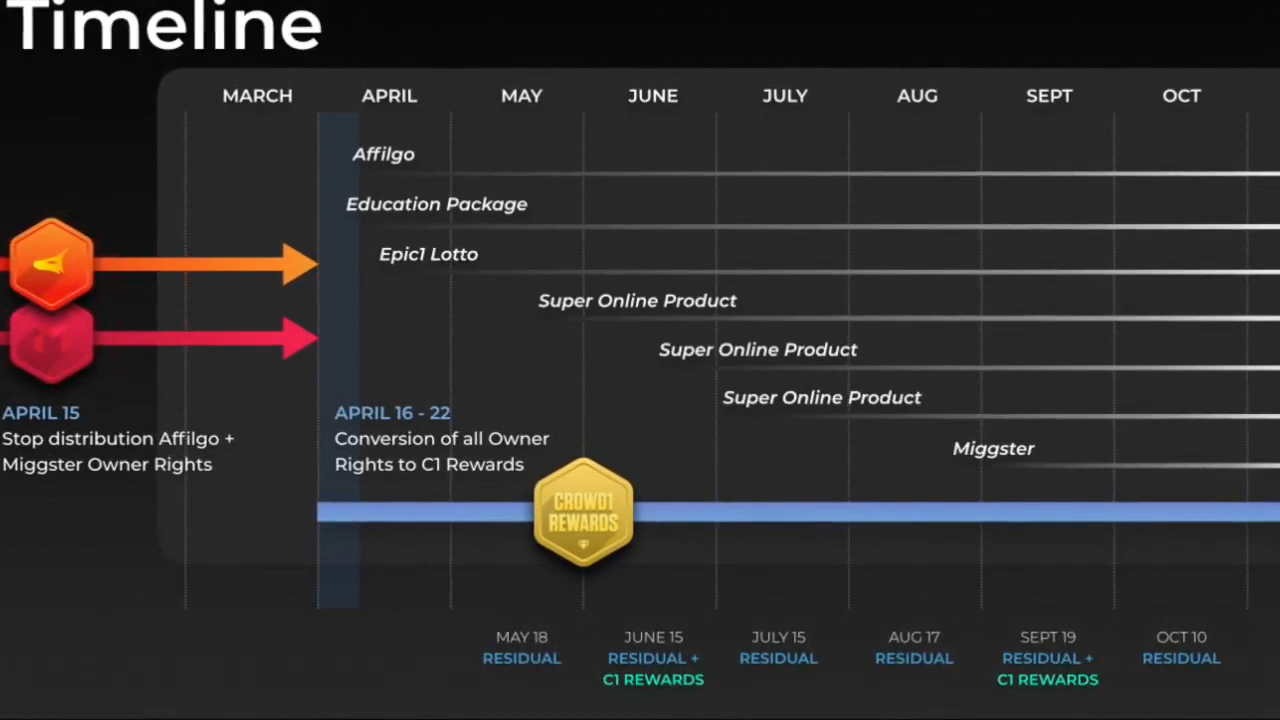 Timeline
MARCH APRIL MAY JUNE JULY AUG SEPT OCT
Affilgo
Education Package
Epic1 Lotto
Super Online Product
Super Online Product
Super Online Product
Miggster
APRIL 15
Stop distribution Affilgo +
Miggster Owner Rights
APRIL 16 - 22
Conversion of all Owner
Rights to C1 Rewards
CROWD1
REWARDS
MAY 18
RESIDUAL
JUNE 15
RESIDUAL +
C1 REWARDS
JULY 15
RESIDUAL
AUG 17
RESIDUAL
SEPT 19
RESIDUAL +
C1 REWARDS
OCT 10
RESIDUAL